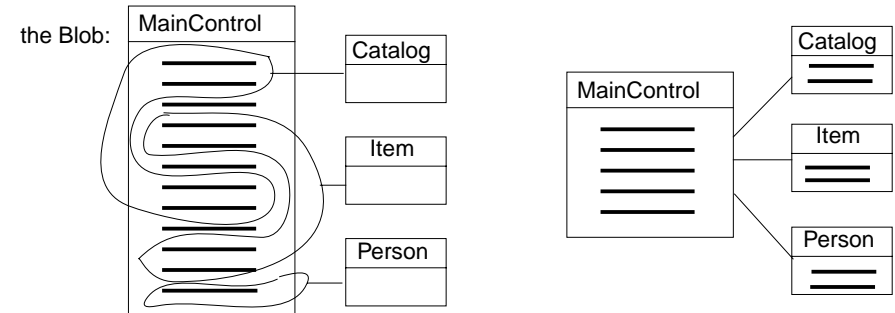 the Blob:
MainControl
Catalog
Item
Person
MainControl
Catalog
Item
Person